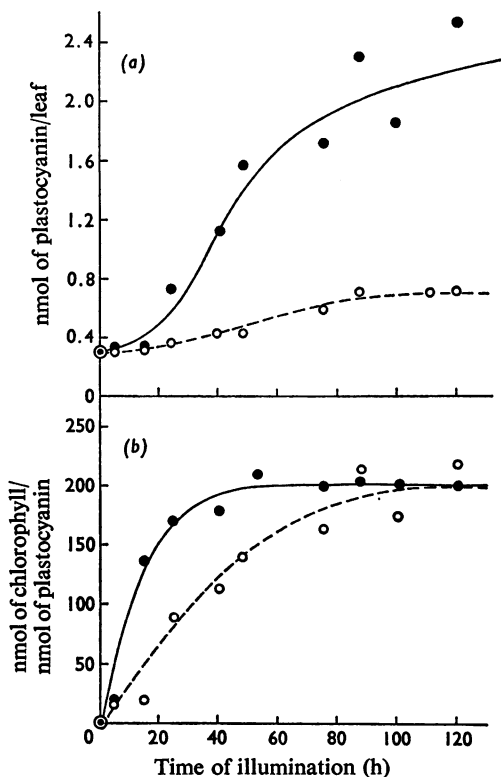 (a)
nmol of plastocyanin/leaf
2.4
2.0
1.6
1.2
0.8
0.4
0
(b)
nmol of chlorophyll/
nmol of plastocyanin
250
200
150
100
50
0
0 20 40 60 80 100 120
Time of illumination (h)